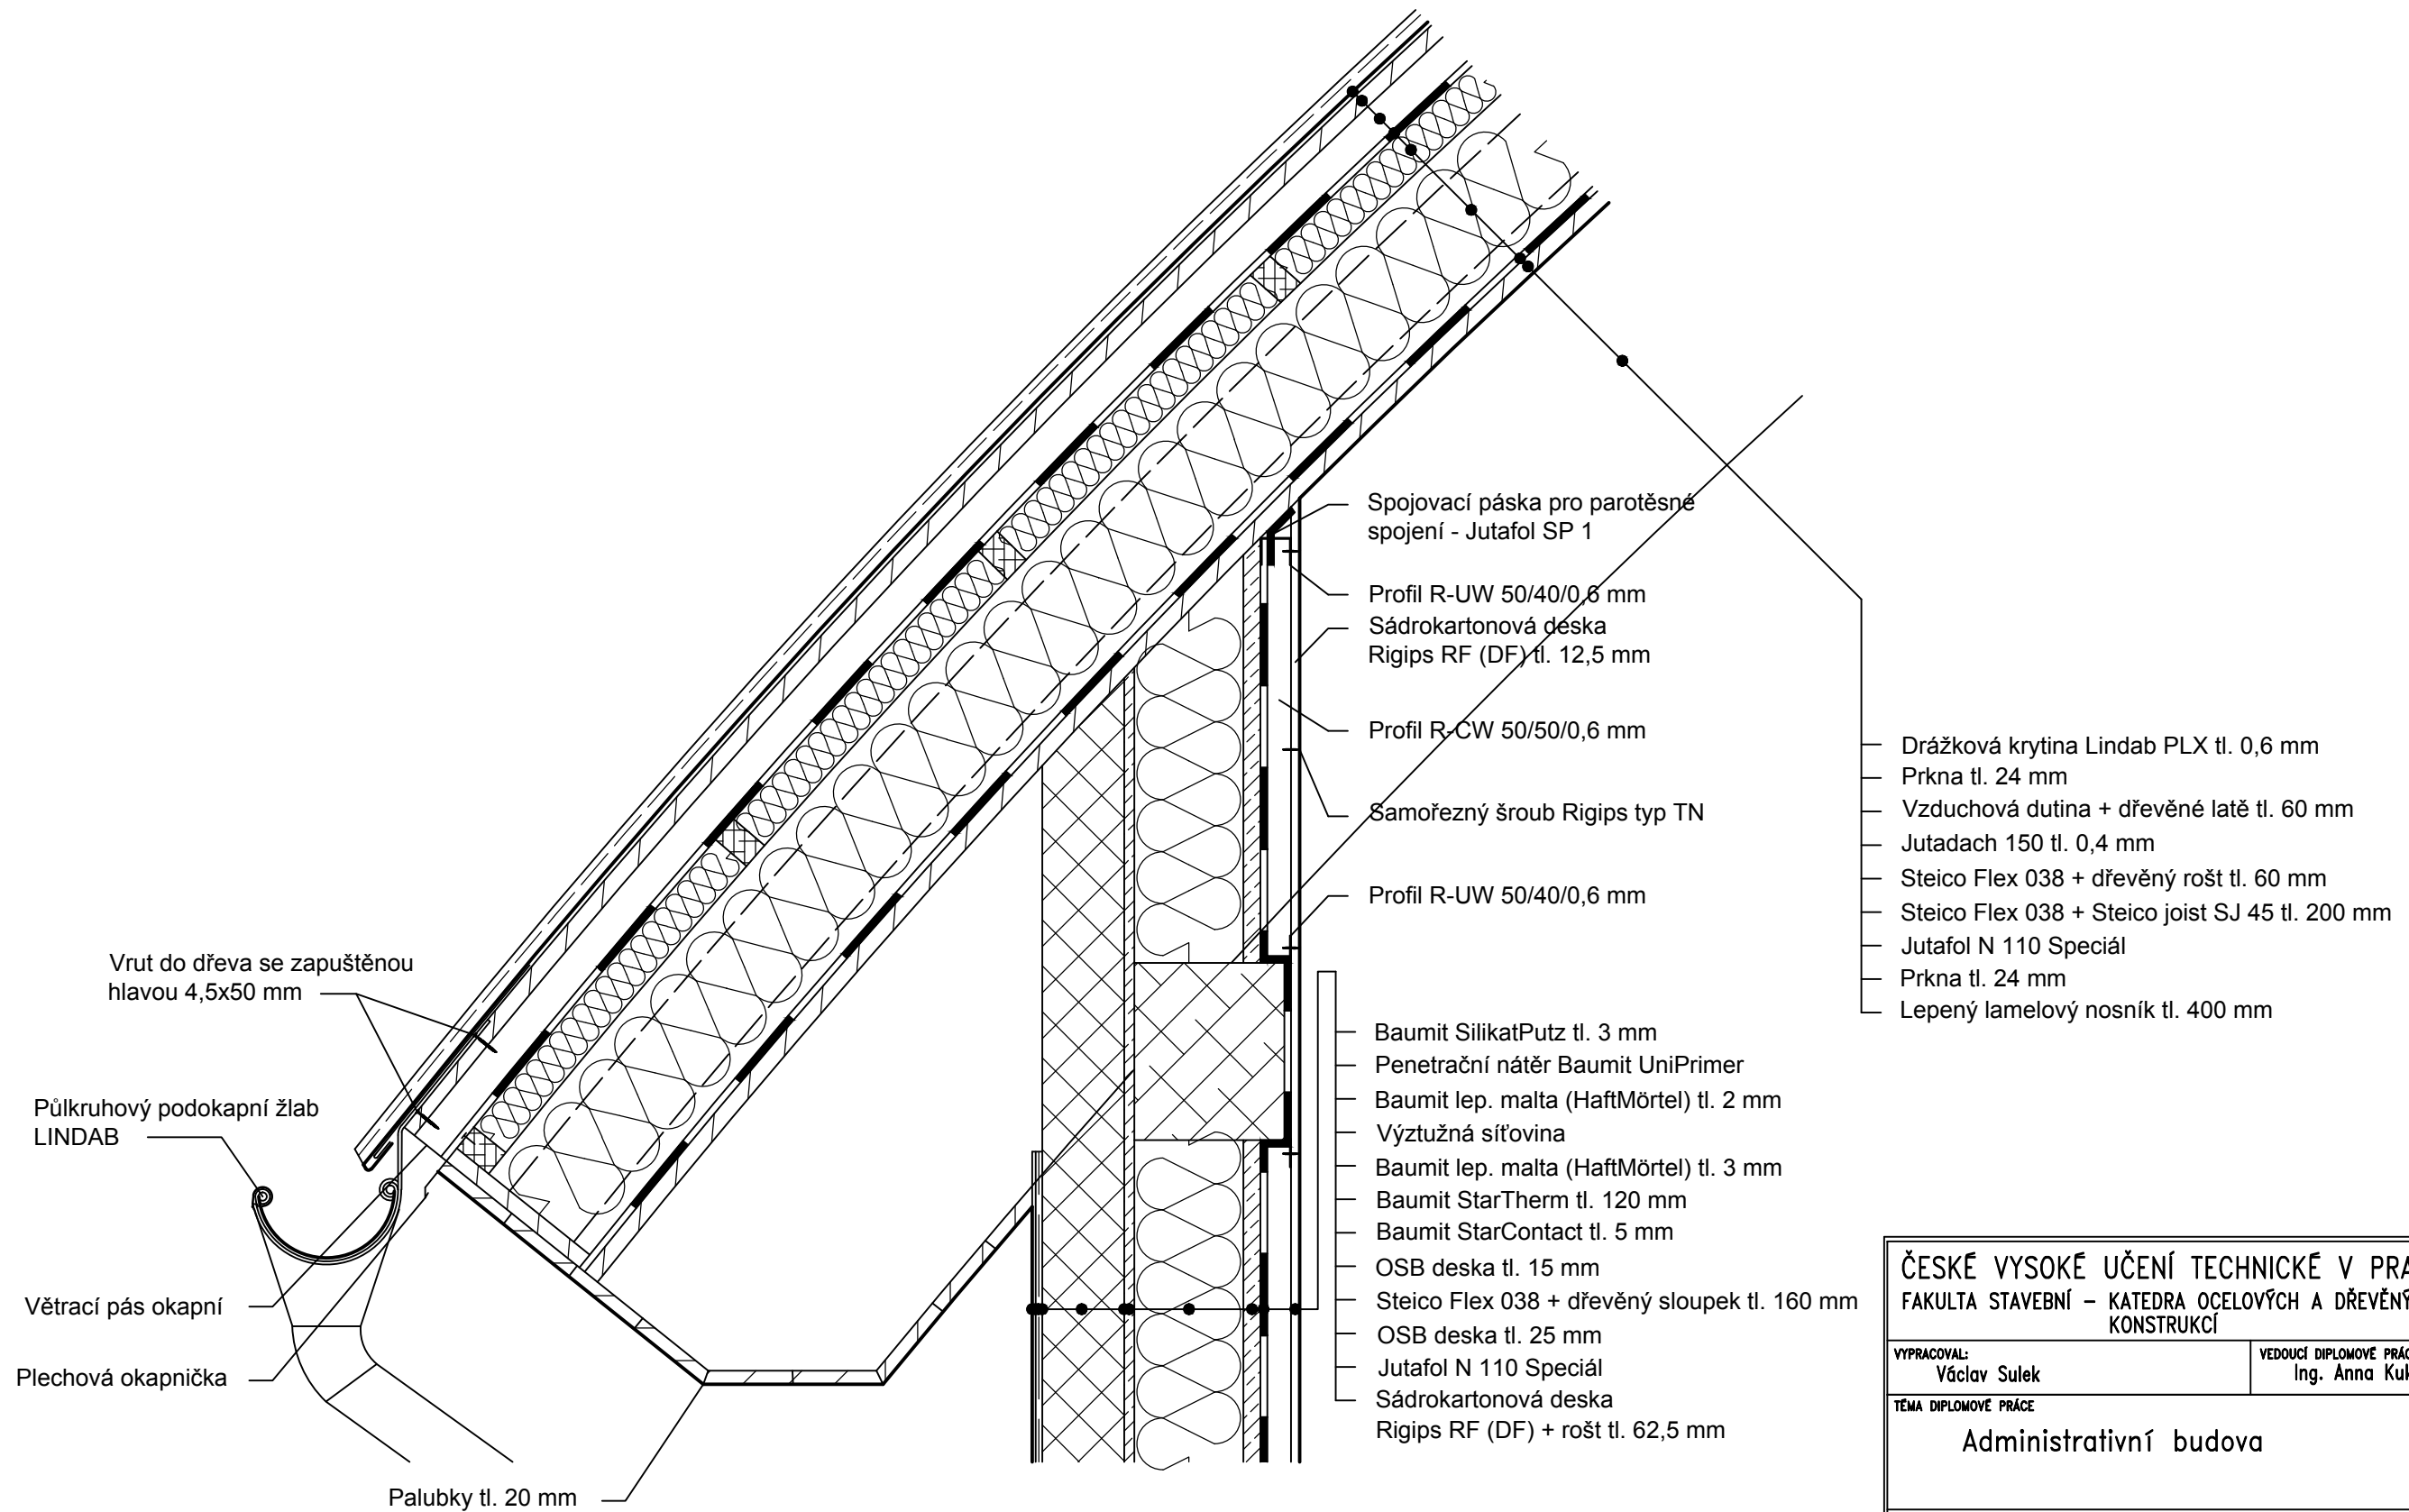 Spojovací páska pro parotěsné
spojení - Jutafol SP 1
Profil R-UW 50/40/0,6 mm
Sádrokartonová deska
Rigips RF (DF) tl. 12,5 mm
Profil R-CW 50/50/0,6 mm
Samořezný šroub Rigips typ TN
Profil R-UW 50/40/0,6 mm
Drážková krytina Lindab PLX tl. 0,6 mm
Prkna tl. 24 mm
Vzduchová dutina + dřevěné latě tl. 60 mm
Jutadach 150 tl. 0,4 mm
Steico Flex 038 + dřevěný rošt tl. 60 mm
Steico Flex 038 + Steico joist SJ 45 tl. 200 mm
Jutafol N 110 Speciál
Prkna tl. 24 mm
Lepený lamelový nosník tl. 400 mm
Vrut do dřeva se zapuštěnou
hlavou 4,5x50 mm
Půlkruhový podokapní žlab
LINDAB
Větrací pás okapní
Plechová okapnička
Palubky tl. 20 mm
Baumit SilikatPutz tl. 3 mm
Penetrační nátěr Baumit UniPrimer
Baumit lep. malta (HaftMörtel) tl. 2 mm
Výztužná síťovina
Baumit lep. malta (HaftMörtel) tl. 3 mm
Baumit StarTherm tl. 120 mm
Baumit StarContact tl. 5 mm
OSB deska tl. 15 mm
Steico Flex 038 + dřevěný sloupek tl. 160 mm
OSB deska tl. 25 mm
Jutafol N 110 Speciál
Sádrokartonová deska
Rigips RF (DF) + rošt tl. 62,5 mm
ČESKÉ VYSOKÉ UČENÍ TECHNICKÉ V PRA
FAKULTA STAVEBNÍ – KATEDRA OCELOVÝCH A DŘEVĚNÝ
KONSTRUKCÍ
VYPRACOVAL:
Václav Sulek
VEDOUCÍ DIPLOMOVÉ PRÁC
Ing. Anna Kuk
TÉMA DIPLOMOVÉ PRÁCE
Administrativní budova